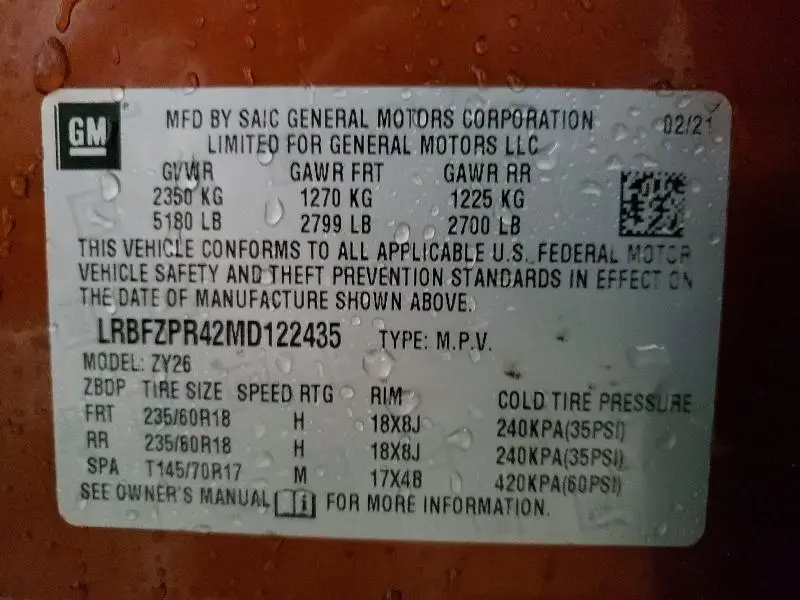 GM
MFD BY SAIC GENERAL MOTORS CORPORATION 02/21
LIMITED FOR GENERAL MOTORS LLC
GVWR GAWR FRT GAWR RR
2350 KG 1270 KG 1225 KG
5180 LB 2799 LB 2700 LB
THIS VEHICLE CONFORMS TO ALL APPLICABLE U.S. FEDERAL MOTOR
VEHICLE SAFETY AND THEFT PREVENTION STANDARDS IN EFFECT ON
THE DATE OF MANUFACTURE SHOWN ABOVE.
LRBFZPR42MD122435 TYPE: M.P.V.
MODEL: ZY26
ZBDP TIRE SIZE SPEED RTG RIM COLD TIRE PRESSURE
FRT 235/60R18 H 18X8J 240KPA(35PSI)
RR 235/60R18 H 18X8J 240KPA(35PSI)
SPA T145/70R17 M 17X4B 420KPA(60PSI)
SEE OWNER'S MANUAL FOR MORE INFORMATION.